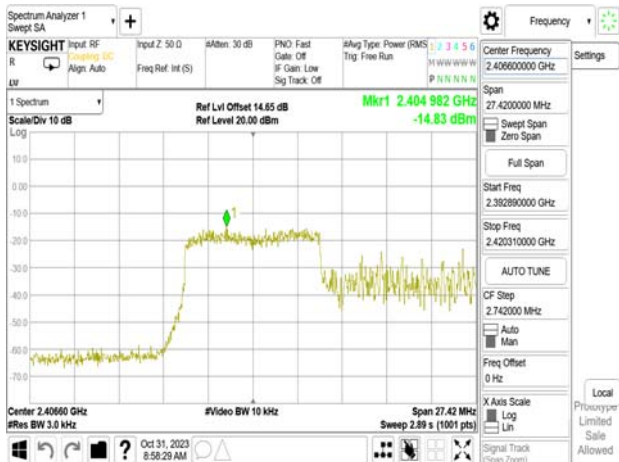 Spectrum Analyzer 1
Swept SA
Frequency
KEYSIGHT
Input: RF
Coupling: DC
Align: Auto
Input Z: 50 Ω
Freq Ref: Int (S)
#Atten: 30 dB
PNO: Fast
Gate: Off
IF Gain: Low
Sig Track: Off
#Avg Type: Power (RMS
Trig: Free Run
1 2 3 4 5 6
M W W W W W
P N N N N N
R
LXI
1 Spectrum
Scale/Div 10 dB
Ref Lvl Offset 14.65 dB
Ref Level 20.00 dBm
Mkr1 2.404 982 GHz
-14.83 dBm
Log
10.0
0.00
-10.0
-20.0
-30.0
-40.0
-50.0
-60.0
-70.0
1
Center 2.40660 GHz
#Res BW 3.0 kHz
#Video BW 10 kHz
Span 27.42 MHz
Sweep 2.89 s (1001 pts)
Oct 31, 2023
8:58:29 AM
Center Frequency
2.406600000 GHz
Settings
Span
27.4200000 MHz
Swept Span
Zero Span
Full Span
Start Freq
2.392890000 GHz
Stop Freq
2.420310000 GHz
AUTO TUNE
CF Step
2.742000 MHz
Auto
Man
Freq Offset
0 Hz
X Axis Scale
Log
Lin
Signal Track
(Span Zoom)
Local
Prototype
Limited
Sale
Allowed